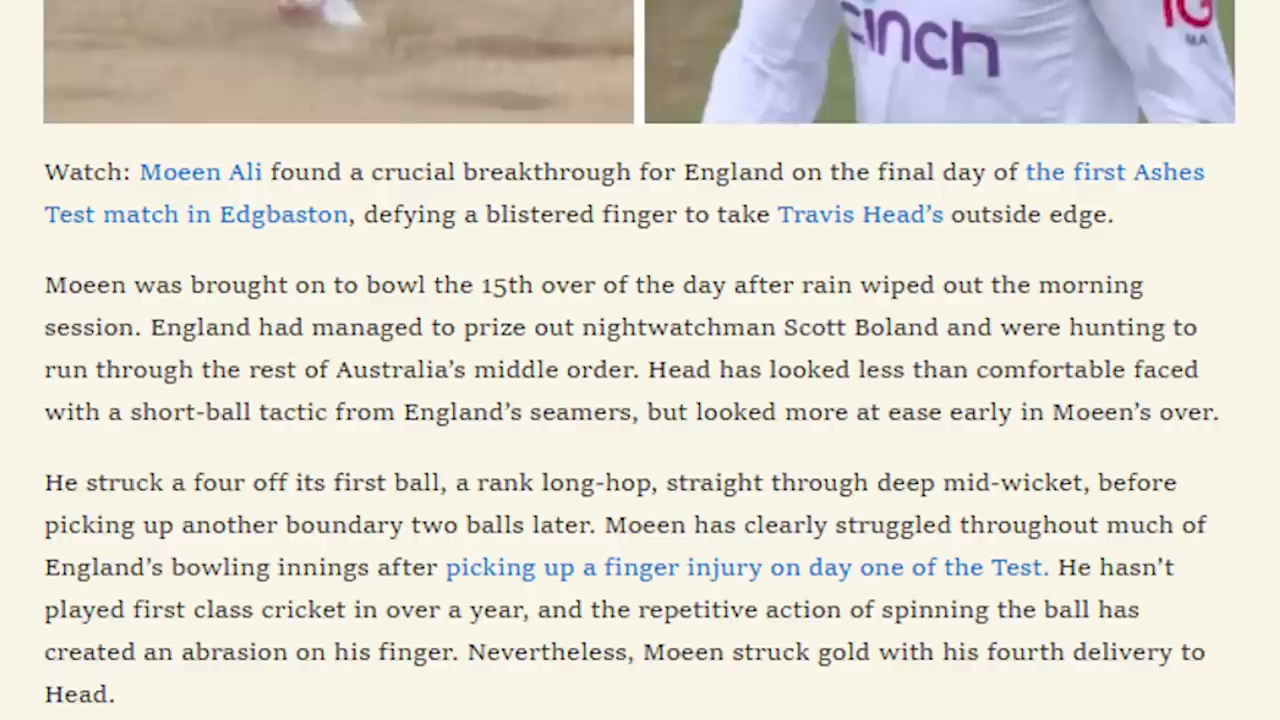 cinch
IG
MA
Watch: Moeen Ali found a crucial breakthrough for England on the final day of the first Ashes
Test match in Edgbaston, defying a blistered finger to take Travis Head’s outside edge.
Moeen was brought on to bowl the 15th over of the day after rain wiped out the morning
session. England had managed to prize out nightwatchman Scott Boland and were hunting to
run through the rest of Australia’s middle order. Head has looked less than comfortable faced
with a short-ball tactic from England’s seamers, but looked more at ease early in Moeen’s over.
He struck a four off its first ball, a rank long-hop, straight through deep mid-wicket, before
picking up another boundary two balls later. Moeen has clearly struggled throughout much of
England’s bowling innings after picking up a finger injury on day one of the Test. He hasn’t
played first class cricket in over a year, and the repetitive action of spinning the ball has
created an abrasion on his finger. Nevertheless, Moeen struck gold with his fourth delivery to
Head.